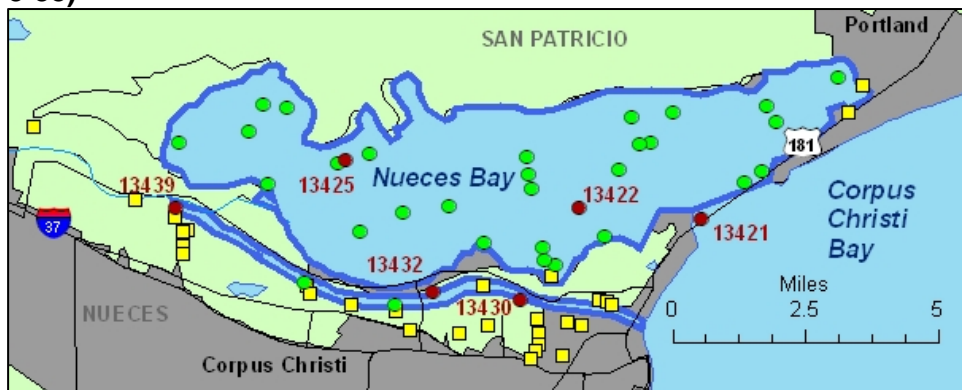 Portland
SAN PATRICIO
181
13439
13425
Nueces Bay
13422
Corpus
Christi
Bay
13421
37
13432
13430
Miles
0 2.5 5
NUECES
Corpus Christi